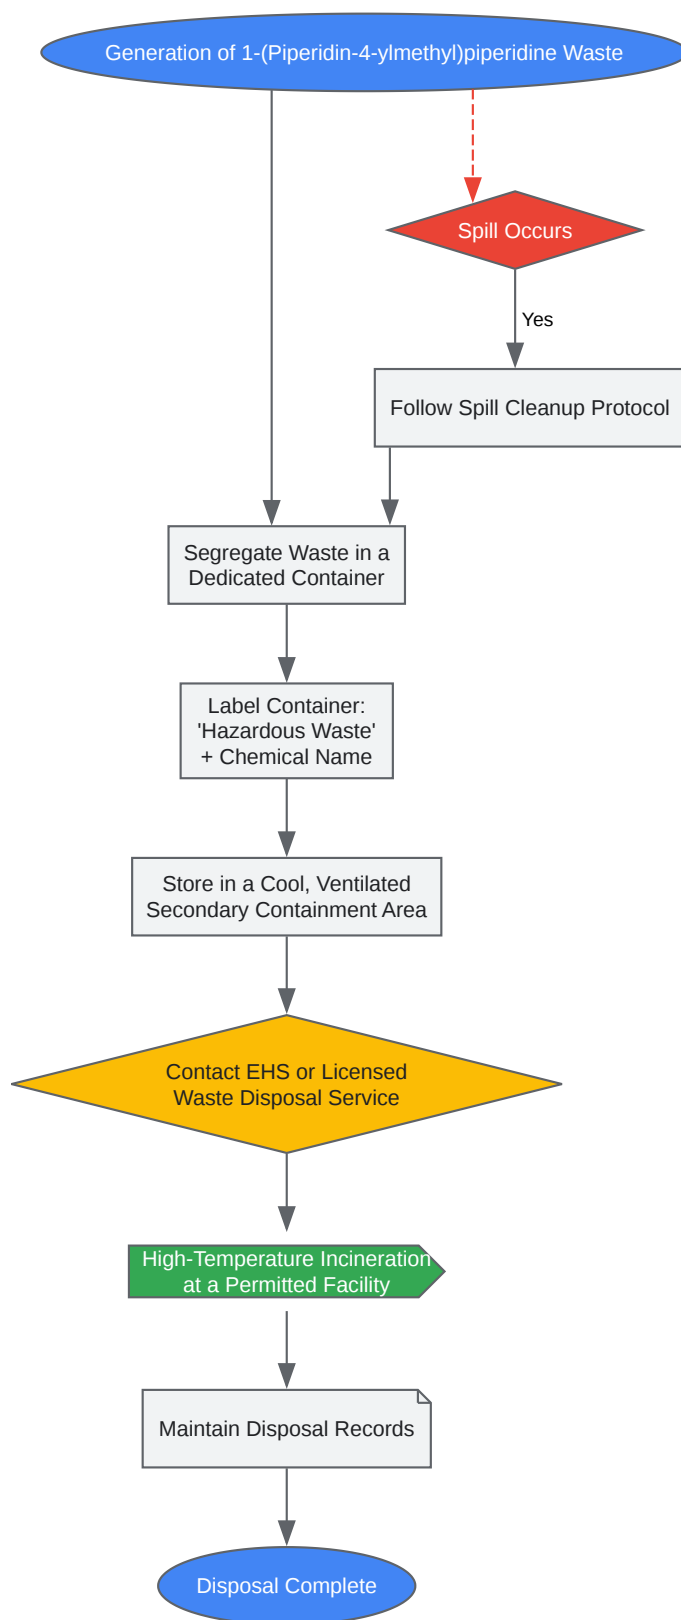 Generation of 1-(Piperidin-4-ylmethyl)piperidine Waste
Spill Occurs
Yes
Follow Spill Cleanup Protocol
Segregate Waste in a
Dedicated Container
Label Container:
'Hazardous Waste'
+ Chemical Name
Store in a Cool, Ventilated
Secondary Containment Area
Contact EHS or Licensed
Waste Disposal Service
High-Temperature Incineration
at a Permitted Facility
Maintain Disposal Records
Disposal Complete